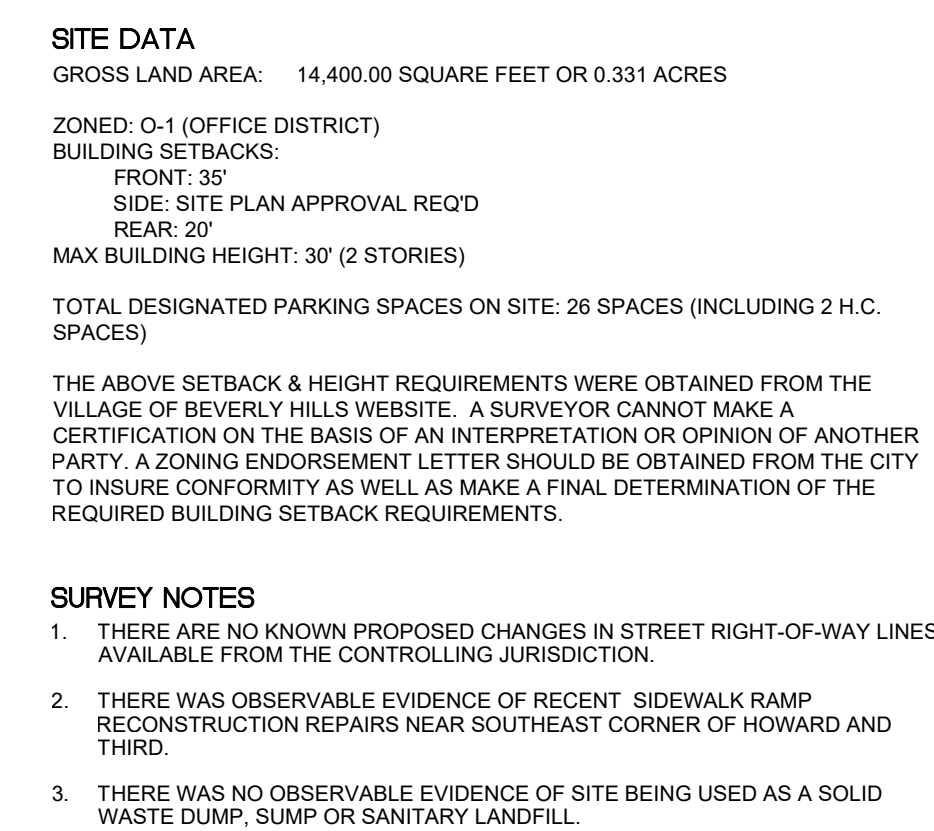 SITE DATA
GROSS LAND AREA: 14,400.00 SQUARE FEET OR 0.331 ACRES
ZONED: O-1 (OFFICE DISTRICT)
BUILDING SETBACKS:
FRONT: 35'
SIDE: SITE PLAN APPROVAL REQ'D
REAR: 20'
MAX BUILDING HEIGHT: 30' (2 STORIES)
TOTAL DESIGNATED PARKING SPACES ON SITE: 26 SPACES (INCLUDING 2 H.C.
SPACES)
THE ABOVE SETBACK & HEIGHT REQUIREMENTS WERE OBTAINED FROM THE
VILLAGE OF BEVERLY HILLS WEBSITE. A SURVEYOR CANNOT MAKE A
CERTIFICATION ON THE BASIS OF AN INTERPRETATION OR OPINION OF ANOTHER
PARTY. A ZONING ENDORSEMENT LETTER SHOULD BE OBTAINED FROM THE CITY
TO INSURE CONFORMITY AS WELL AS MAKE A FINAL DETERMINATION OF THE
REQUIRED BUILDING SETBACK REQUIREMENTS.
SURVEY NOTES
1. THERE ARE NO KNOWN PROPOSED CHANGES IN STREET RIGHT-OF-WAY LINES
AVAILABLE FROM THE CONTROLLING JURISDICTION.
2. THERE WAS OBSERVABLE EVIDENCE OF RECENT SIDEWALK RAMP
RECONSTRUCTION REPAIRS NEAR SOUTHEAST CORNER OF HOWARD AND
THIRD.
3. THERE WAS NO OBSERVABLE EVIDENCE OF SITE BEING USED AS A SOLID
WASTE DUMP, SUMP OR SANITARY LANDFILL.